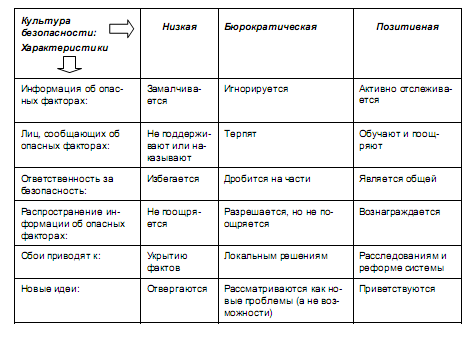 Культура безопасности: Низкая Бюрократическая Позитивная
Характеристики
Информация об опас- Замалчива- Игнорируется Активно отслежива-
ных факторах: ется ется
Лиц, сообщающих об Не поддержи- Терпят Обучают и поощ-
опасных факторах: вают или на- ряют
казывают
Ответственность за Избегается Дробится на части Является общей
безопасность:
Распространение ин- Не поощря- Разрешается, но не по- Вознаграждается
формации об опасных ется ощряется
факторах:
Сбои приводят к: Укрытию Локальным решениям Расследованиям и
фактов реформе системы
Новые идеи: Отвергаются Рассматриваются как но- Приветствуются
вые проблемы (а не воз-
можности)